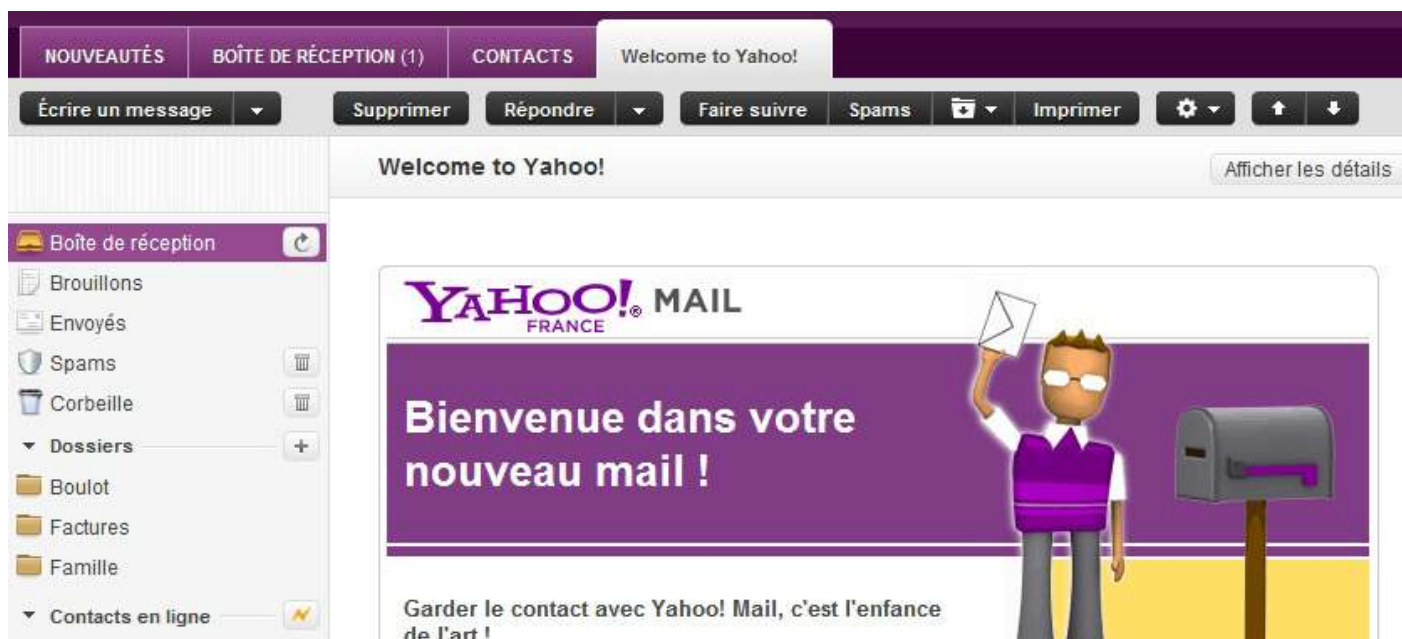 NOUVEAUTÉS BOÎTE DE RÉCEPTION (1) CONTACTS Welcome to Yahoo!
Écrire un message Supprimer Répondre Faire suivre Spams Imprimer
Welcome to Yahoo! Afficher les détails
Boîte de réception
Brouillons
Envoyés
Spams
Corbeille
Dossiers
Boulot
Factures
Famille
Contacts en ligne
YAHOO!® MAIL
FRANCE
Bienvenue dans votre
nouveau mail !
Garder le contact avec Yahoo! Mail, c'est l'enfance
de l'art !